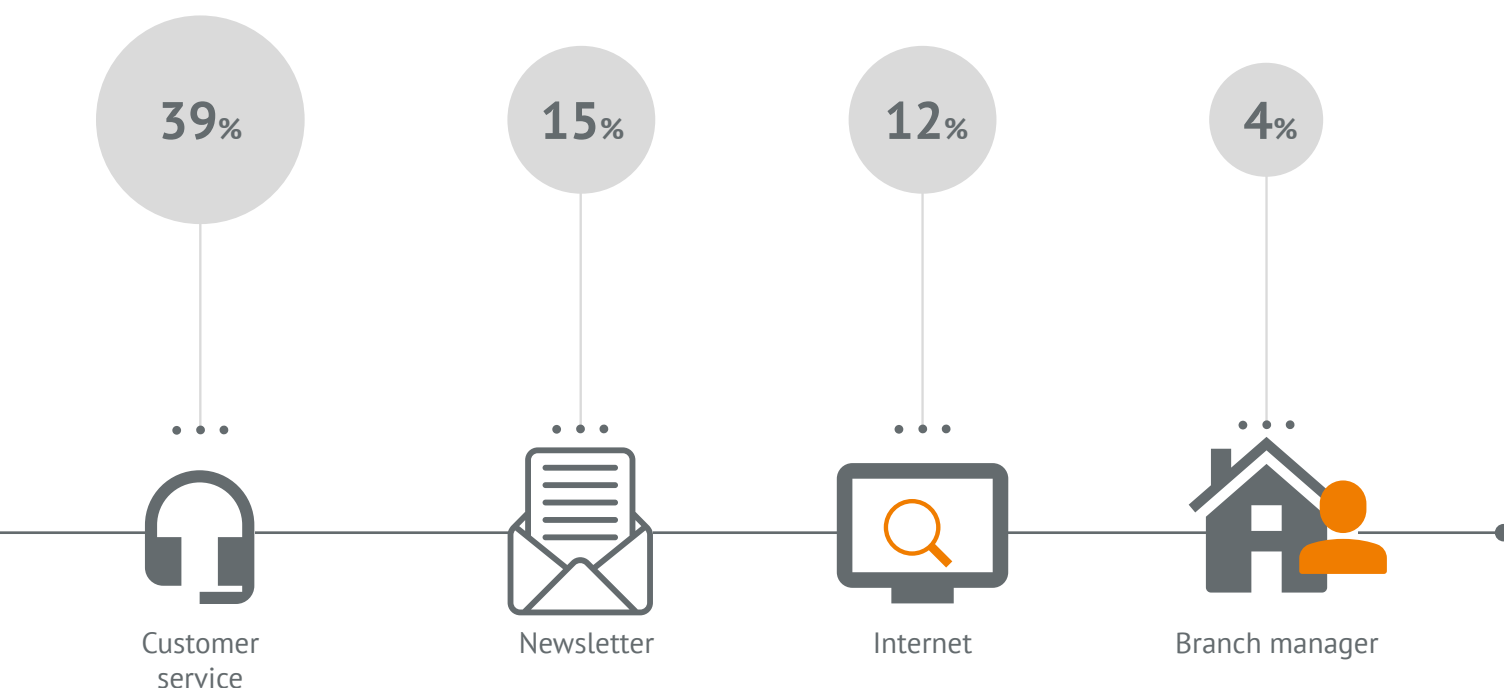 39%
15%
12%
4%
Customer
service
Newsletter
Internet
Branch manager